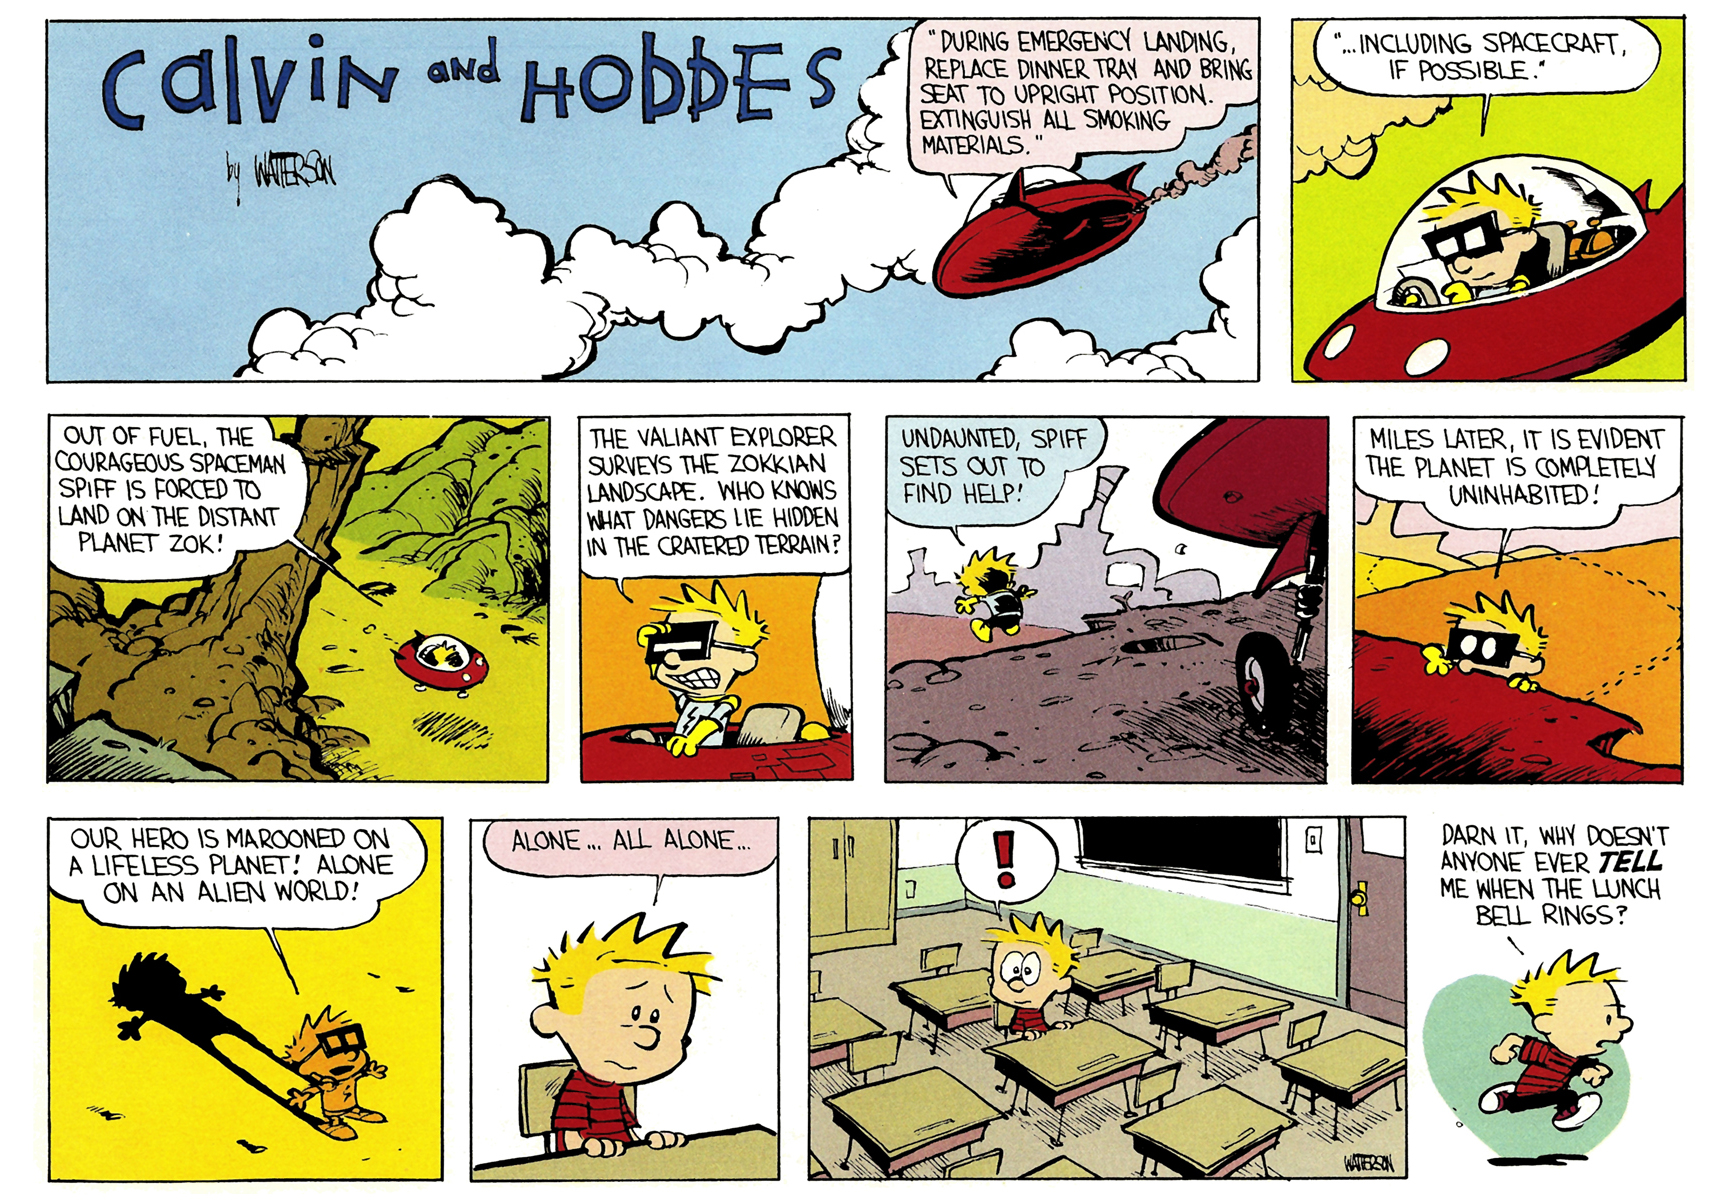 Calvin and Hobbes
by Watterson
"DURING EMERGENCY LANDING,
REPLACE DINNER TRAY AND BRING
SEAT TO UPRIGHT POSITION.
EXTINGUISH ALL SMOKING
MATERIALS."
"...INCLUDING SPACECRAFT,
IF POSSIBLE."
OUT OF FUEL, THE
COURAGEOUS SPACEMAN
SPIFF IS FORCED TO
LAND ON THE DISTANT
PLANET ZOK!
THE VALIANT EXPLORER
SURVEYS THE ZOKKIAN
LANDSCAPE. WHO KNOWS
WHAT DANGERS LIE HIDDEN
IN THE CRATERED TERRAIN?
UNDAUNTED, SPIFF
SETS OUT TO
FIND HELP!
MILES LATER, IT IS EVIDENT
THE PLANET IS COMPLETELY
UNINHABITED!
OUR HERO IS MAROONED ON
A LIFELESS PLANET! ALONE
ON AN ALIEN WORLD!
ALONE... ALL ALONE...
!
WATTERSON
DARN IT, WHY DOESN'T
ANYONE EVER TELL
ME WHEN THE LUNCH
BELL RINGS?